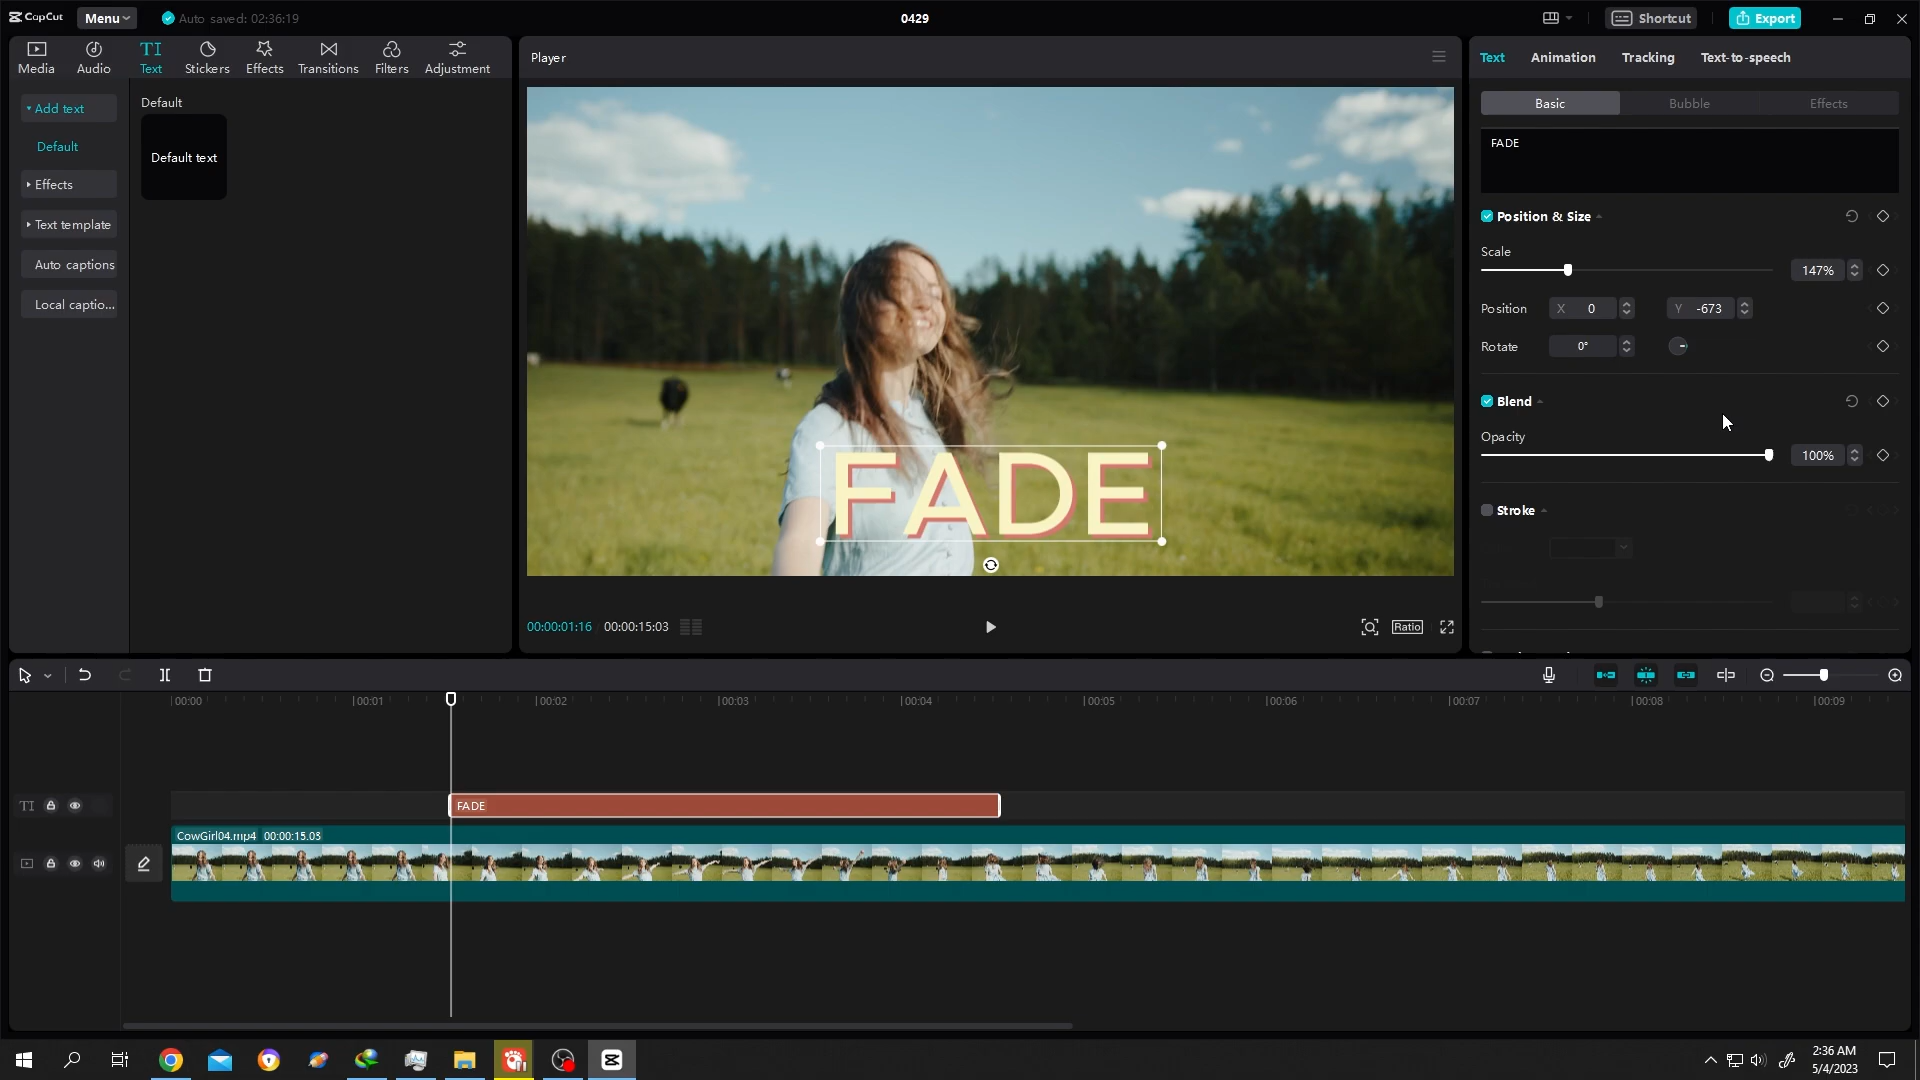 CapCut
Menu
Auto saved: 02:36:19
0429
Shortcut
Export
Media
Audio
TI
Text
Stickers
Effects
Transitions
Filters
Adjustment
Add text
Default
Effects
Text template
Auto captions
Local captio...
Default
Default text
Player
FADE
00:00:01:16
00:00:15:03
Ratio
Text
Animation
Tracking
Text-to-speech
Basic
Bubble
Effects
FADE
Position & Size
Scale
147%
Position
X 0
Y -673
Rotate
0°
Blend
Opacity
100%
Stroke
00:00
00:01
00:02
00:03
00:04
00:05
00:06
00:07
00:08
00:09
TI
FADE
CowGirl04.mp4 00:00:15:03
2:36 AM
5/4/2023